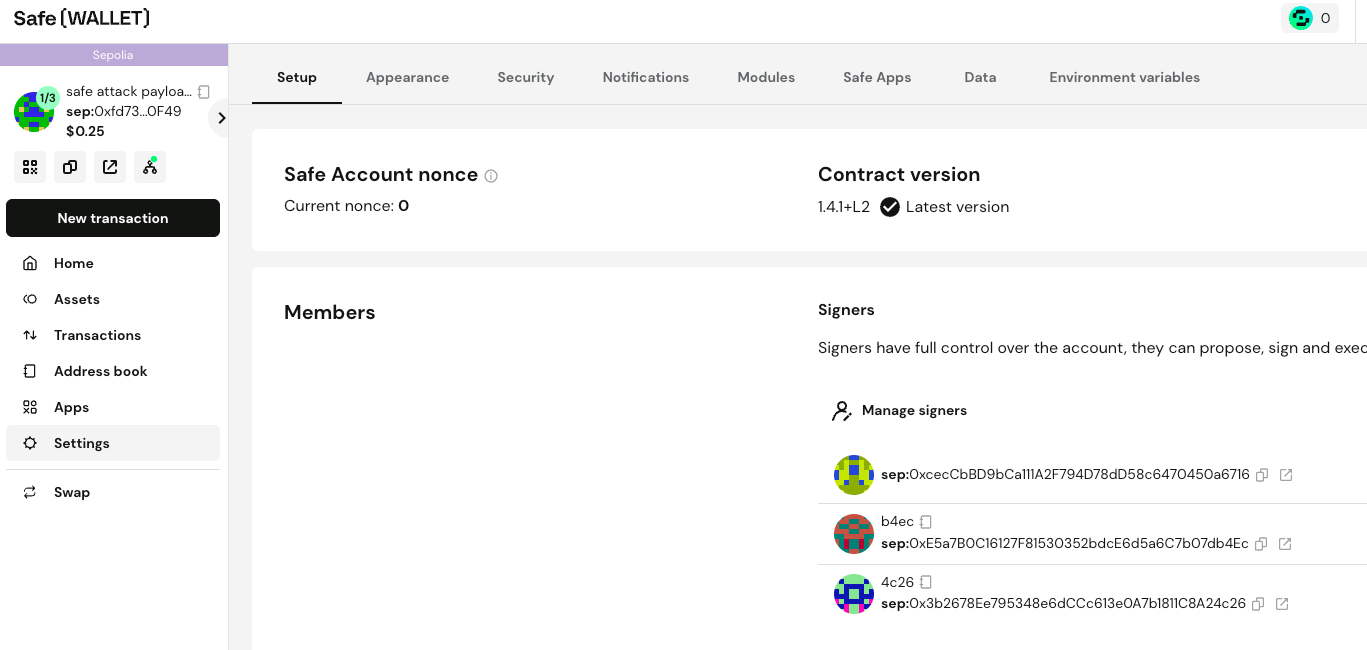 Safe{WALLET}
0
Sepolia
1/3
safe attack payloa...
sep:0xfd73...0F49
$0.25
New transaction
Home
Assets
Transactions
Address book
Apps
Settings
Swap
Setup Appearance Security Notifications Modules Safe Apps Data Environment variables
Safe Account nonce
Current nonce: 0
Contract version
1.4.1+L2 Latest version
Members
Signers
Signers have full control over the account, they can propose, sign and exec
Manage signers
sep:0xcecCbBD9bCa111A2F794D78dD58c6470450a6716
b4ec
sep:0xE5a7B0C16127F81530352bdcE6d5a6C7b07db4Ec
4c26
sep:0x3b2678Ee795348e6dCCc613e0A7b1811C8A24c26